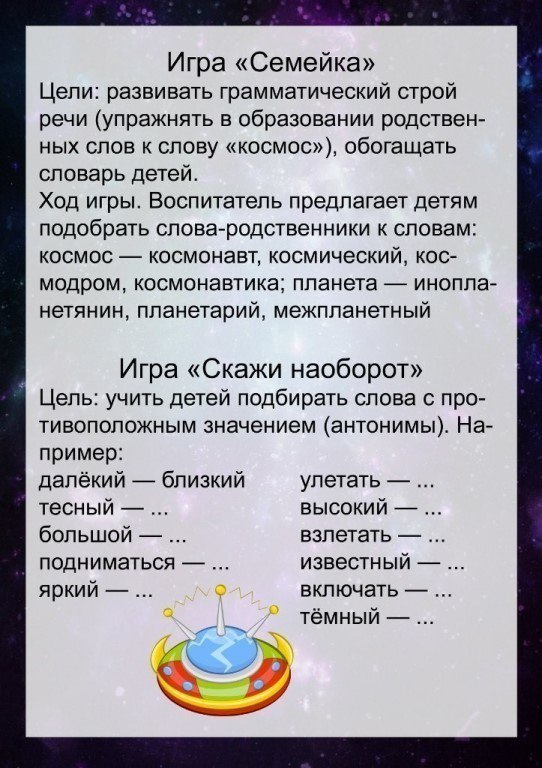 Игра «Семейка»
Цели: развивать грамматический строй
речи (упражнять в образовании родствен-
ных слов к слову «космос»), обогащать
словарь детей.
Ход игры. Воспитатель предлагает детям
подобрать слова-родственники к словам:
космос — космонавт, космический, кос-
модром, космонавтика; планета — инопла-
нетянин, планетарий, межпланетный
Игра «Скажи наоборот»
Цель: учить детей подбирать слова с про-
тивоположным значением (антонимы). На-
пример:
далёкий — близкий
тесный — ...
большой — ...
подниматься — ...
яркий — ...
улетать — ...
высокий — ...
взлетать — ...
известный — ...
включать — ...
тёмный — ...